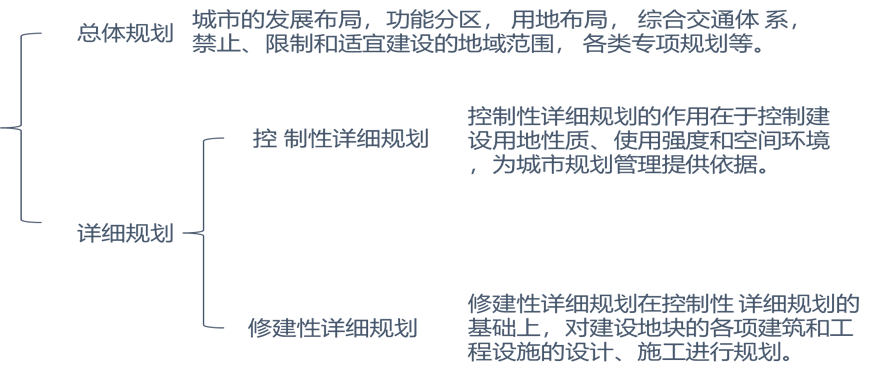 总体规划
城市的发展布局，功能分区， 用地布局， 综合交通体 系，
禁止、限制和适宜建设的地域范围， 各类专项规划等。
控 制性详细规划
控制性详细规划的作用在于控制建
设用地性质、使用强度和空间环境
，为城市规划管理提供依据。
详细规划
修建性详细规划
修建性详细规划在控制性 详细规划的
基础上，对建设地块的各项建筑和工
程设施的设计、施工进行规划。